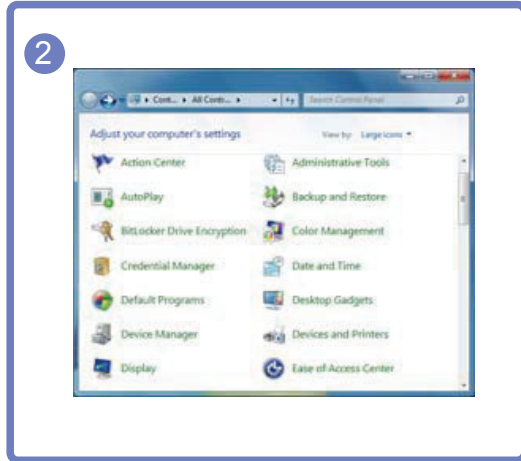 2
Cont... ▸ All Contr... ▸
Search Control Panel
Adjust your computer's settings
View by: Large icons
Action Center
Administrative Tools
AutoPlay
Backup and Restore
BitLocker Drive Encryption
Color Management
Credential Manager
Date and Time
Default Programs
Desktop Gadgets
Device Manager
Devices and Printers
Display
Ease of Access Center